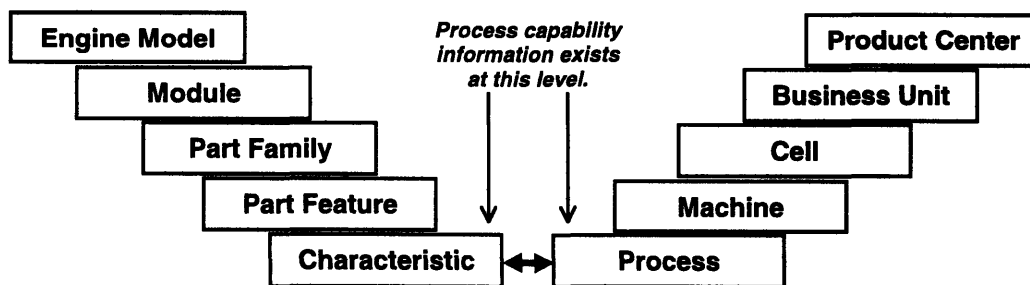 Engine Model
Module
Part Family
Part Feature
Characteristic
Process capability
information exists
at this level.
Product Center
Business Unit
Cell
Machine
Process